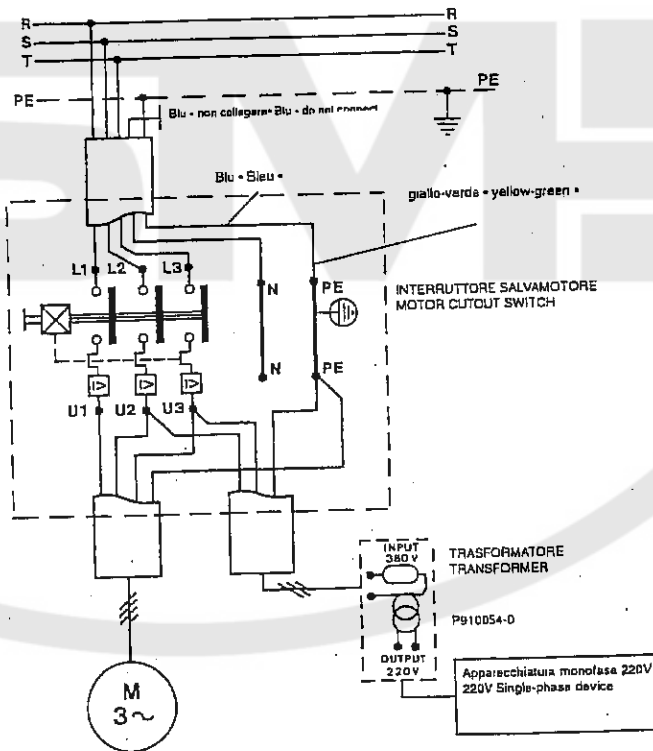 R R
S S
T T
PE PE
Blu • non collegare • Blu • do not connect
Blu • Bleu •
giallo-verde • yellow-green •
L1 L2 L3
N PE
INTERRUTTORE SALVAMOTORE
MOTOR CUTOUT SWITCH
N PE
I> I> I>
U1 U2 U3
INPUT
380 V
TRASFORMATORE
TRANSFORMER
P910054-D
OUTPUT
220V
Apparecchiatura monofase 220V
220V Single-phase device
M
3~